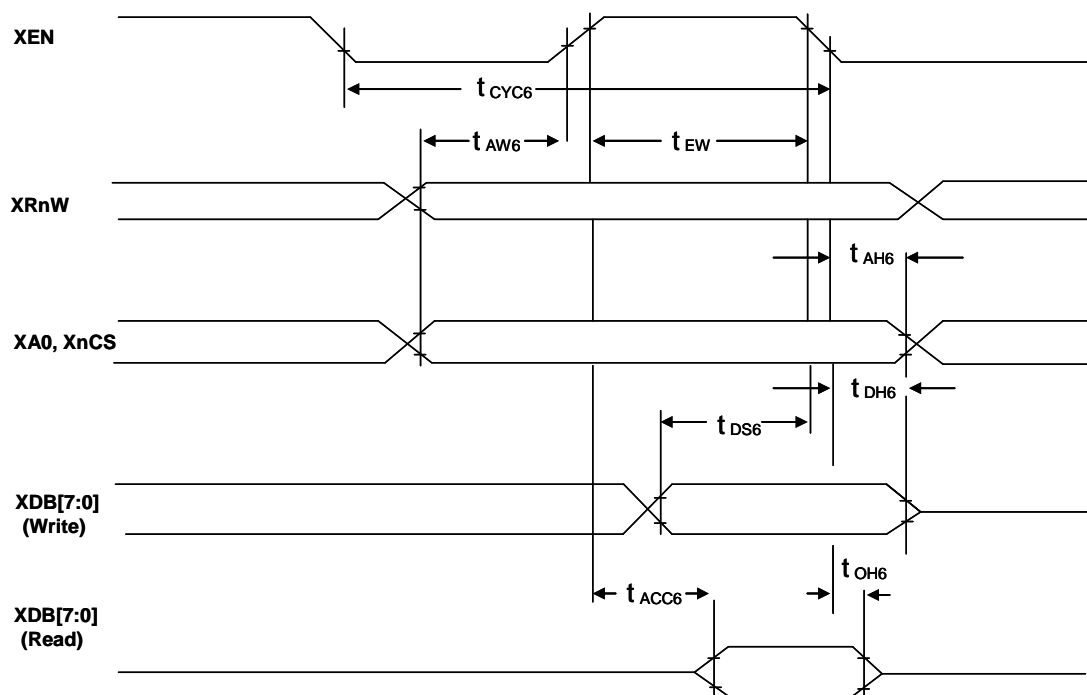 XEN
t CYC6
t AW6
t EW
XRnW
t AH6
XA0, XnCS
t DH6
t DS6
XDB[7:0]
(Write)
t OH6
t ACC6
XDB[7:0]
(Read)